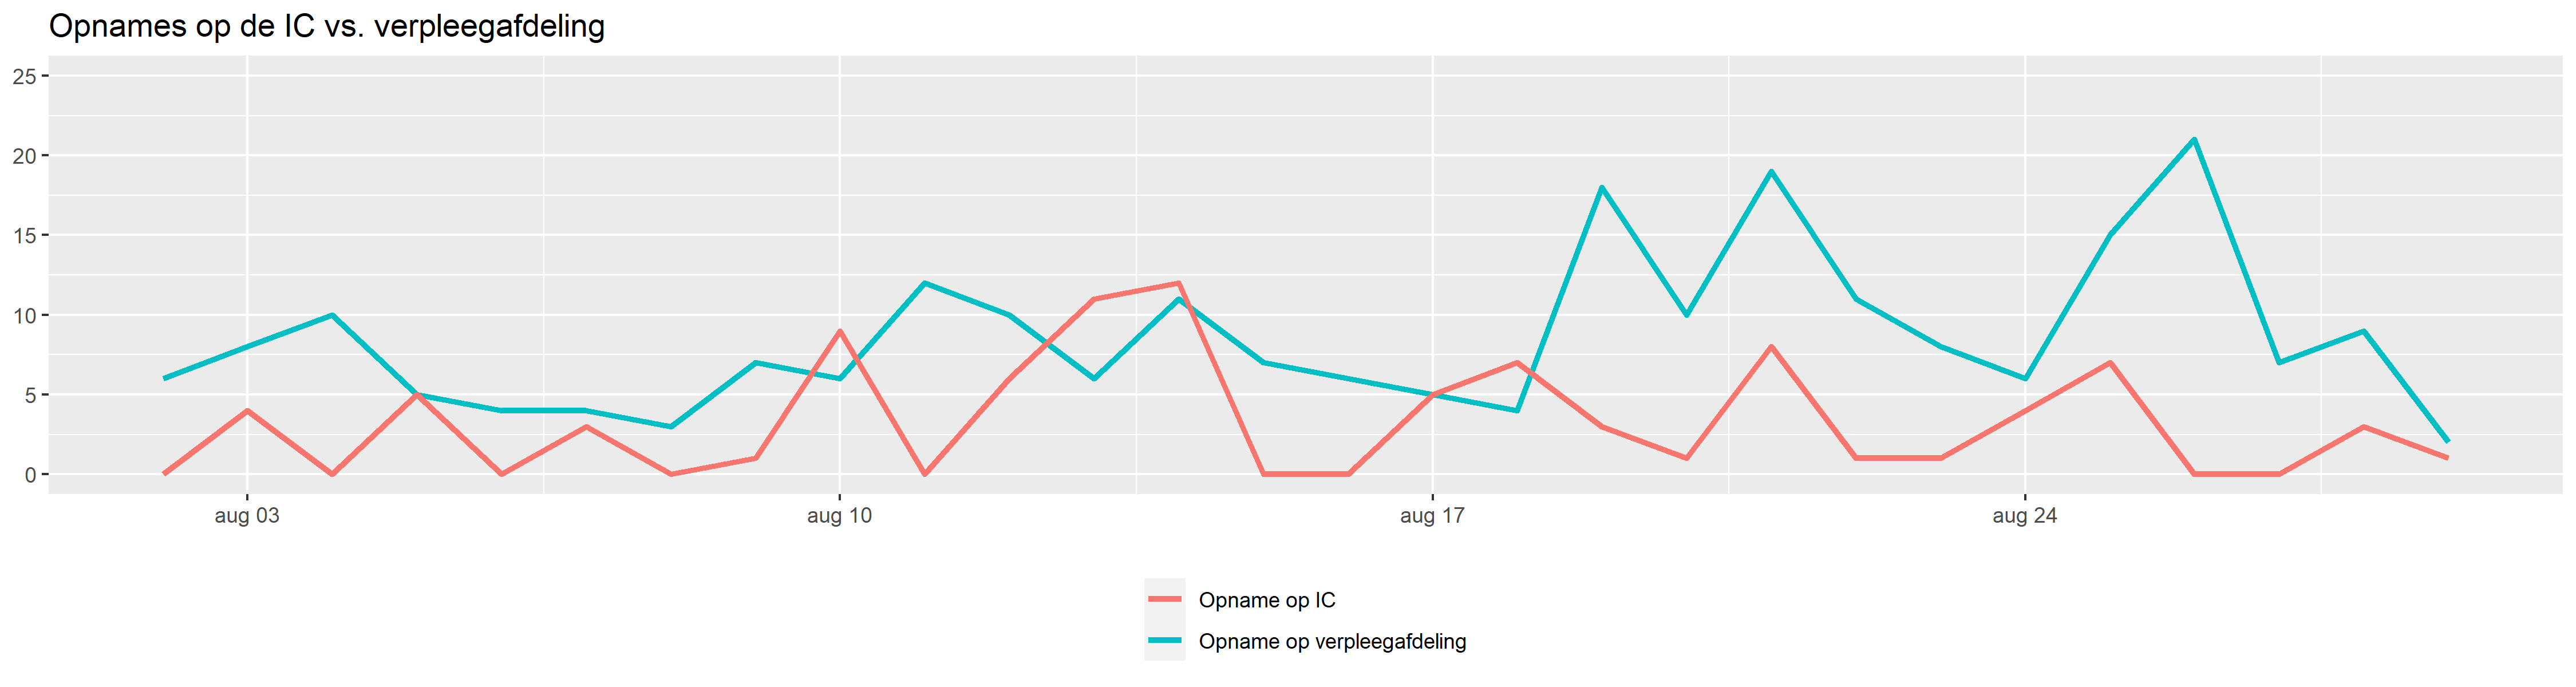 Opnames op de IC vs. verpleegafdeling
25
20
15
10
5
0
aug 03 aug 10 aug 17 aug 24
Opname op IC
Opname op verpleegafdeling